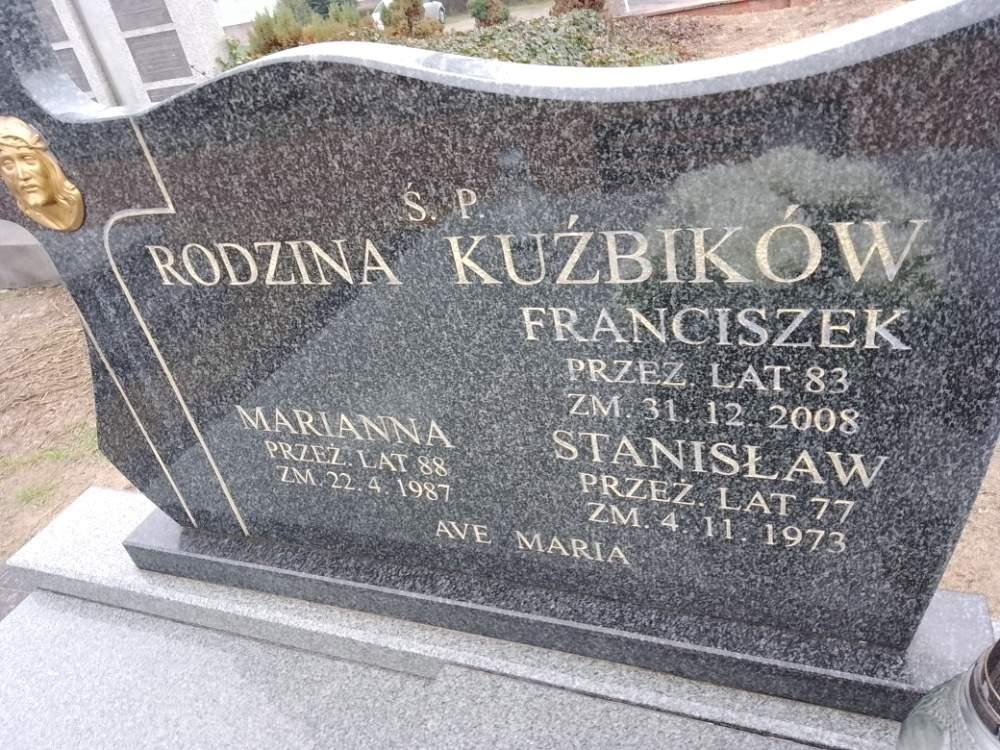 Ś. P.
RODZINA KUŹBIKÓW
FRANCISZEK
PRZEŻ. LAT 83
ZM. 31. 12. 2008
MARIANNA
PRZEŻ. LAT 88
ZM. 22. 4. 1987
STANISŁAW
PRZEŻ. LAT 77
ZM. 4. 11. 1973
AVE MARIA